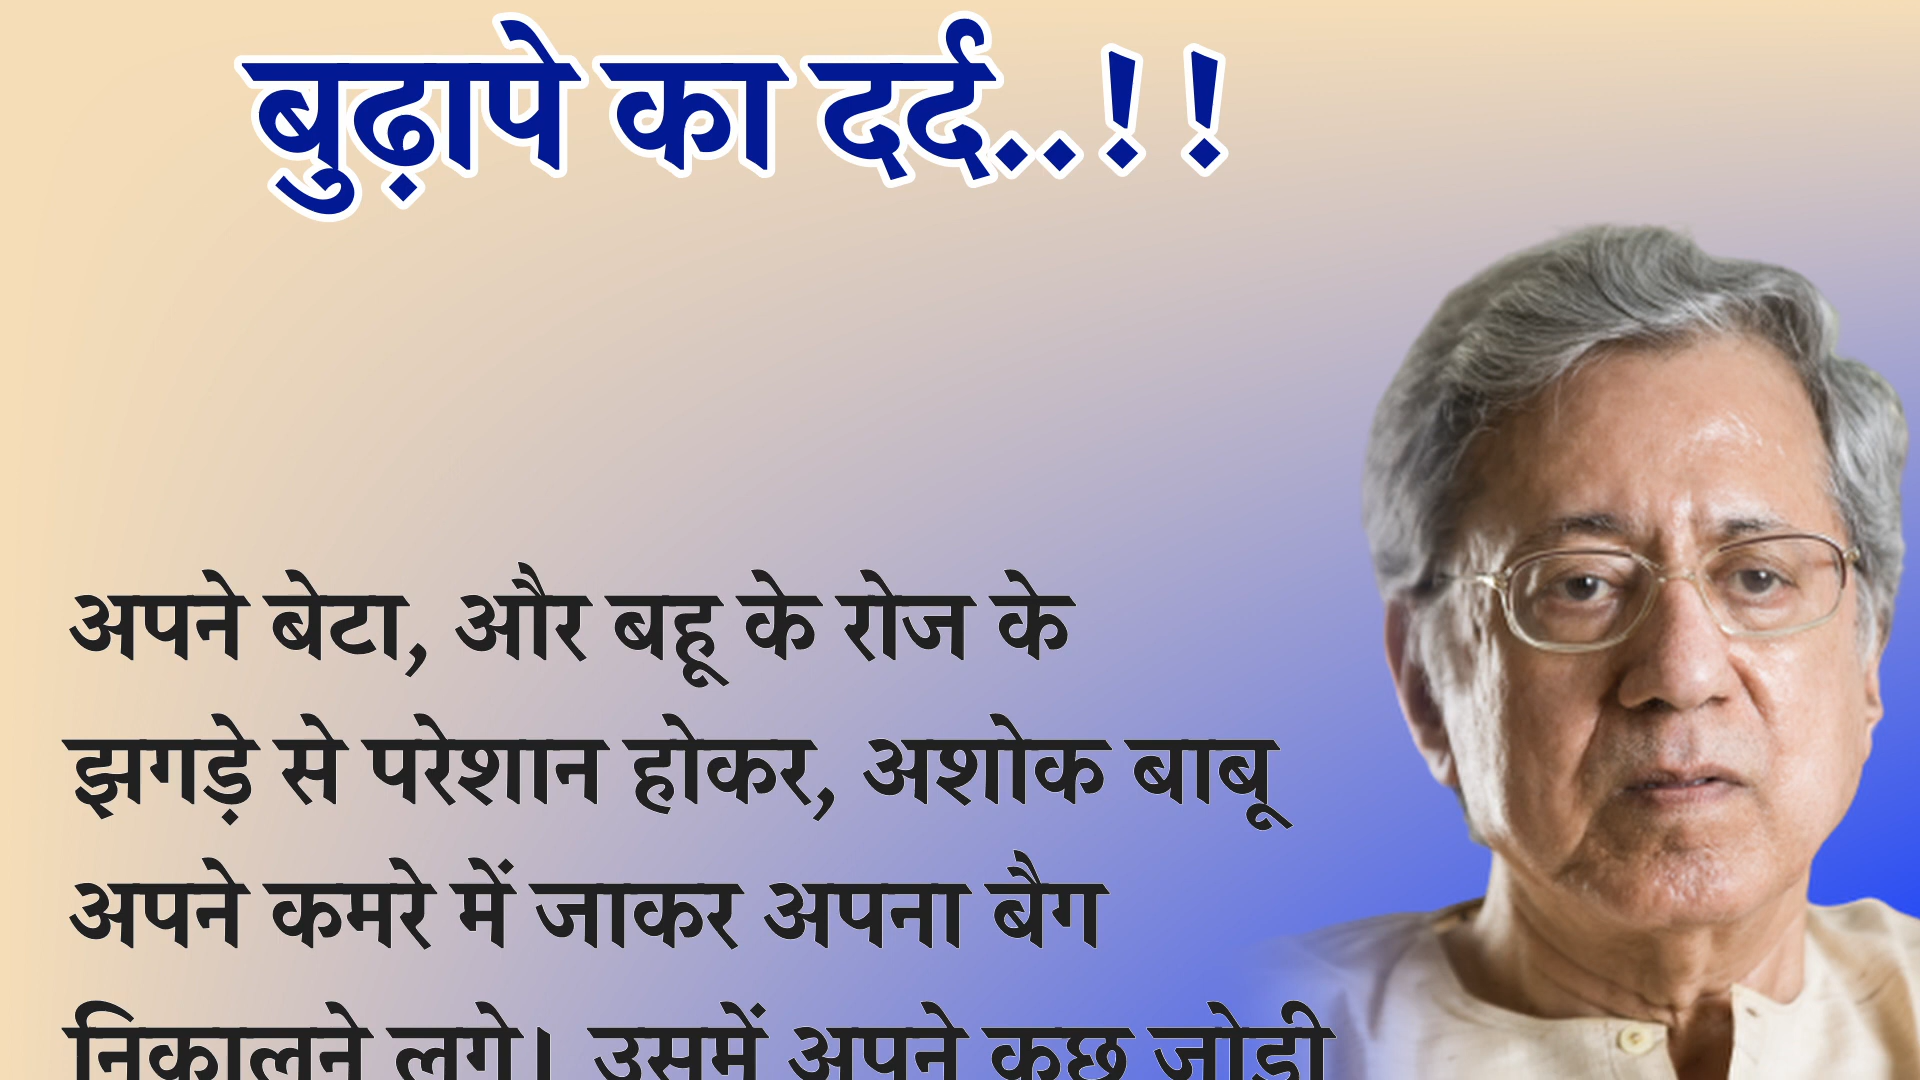 बुढ़ापे का दर्द..!!
अपने बेटा, और बहू के रोज के
झगड़े से परेशान होकर, अशोक बाबू
अपने कमरे में जाकर अपना बैग
निकालने लगे। उसमें अपने कुछ जोड़ी